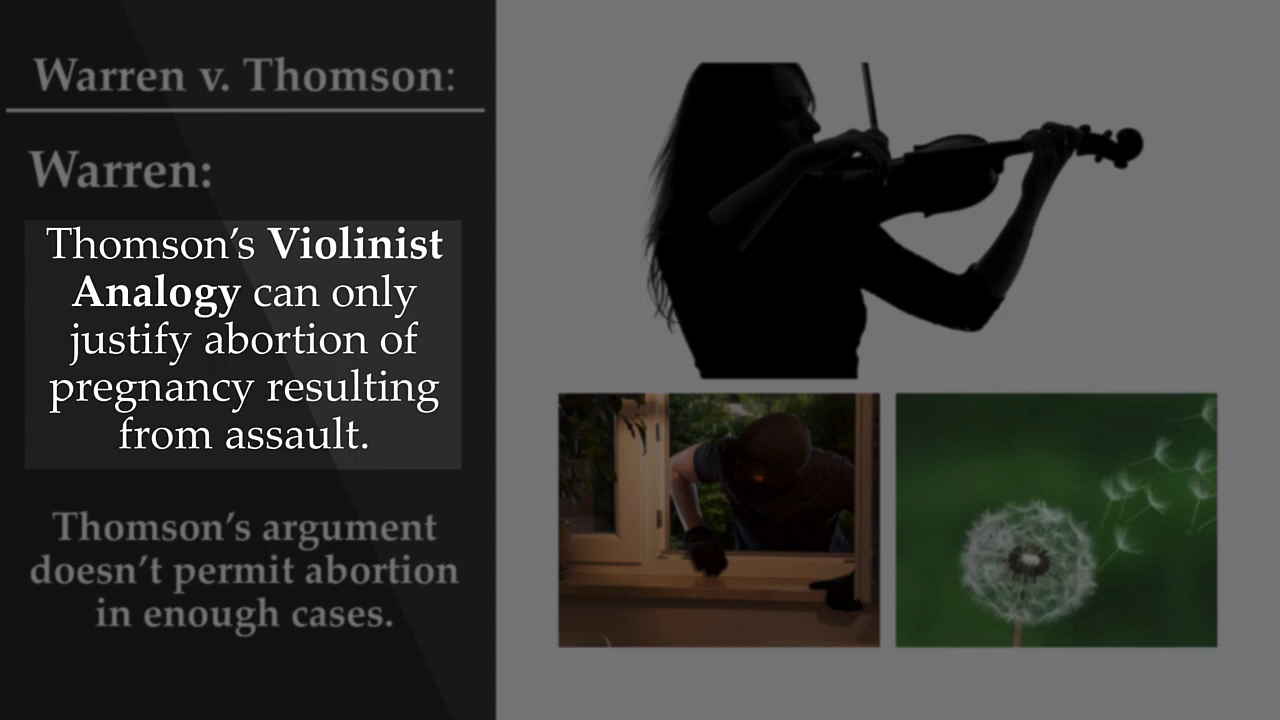 Warren v. Thomson:
Warren:
Thomson’s Violinist
Analogy can only
justify abortion of
pregnancy resulting
from assault.
Thomson’s argument
doesn’t permit abortion
in enough cases.